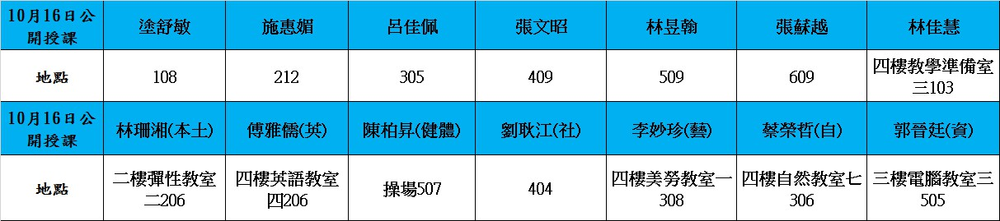 10月16日公開授課 塗舒敏 施惠媚 呂佳佩 張文昭 林昱翰 張蘇越 林佳慧
地點 108 212 305 409 509 609 四樓教學準備室三103
10月16日公開授課 林珊湘(本土) 傅雅儒(英) 陳柏昇(健體) 劉耿江(社) 李妙珍(藝) 蔡榮哲(自) 郭晉廷(資)
地點 二樓彈性教室二206 四樓英語教室四206 操場507 404 四樓美勞教室一308 四樓自然教室七306 三樓電腦教室三505